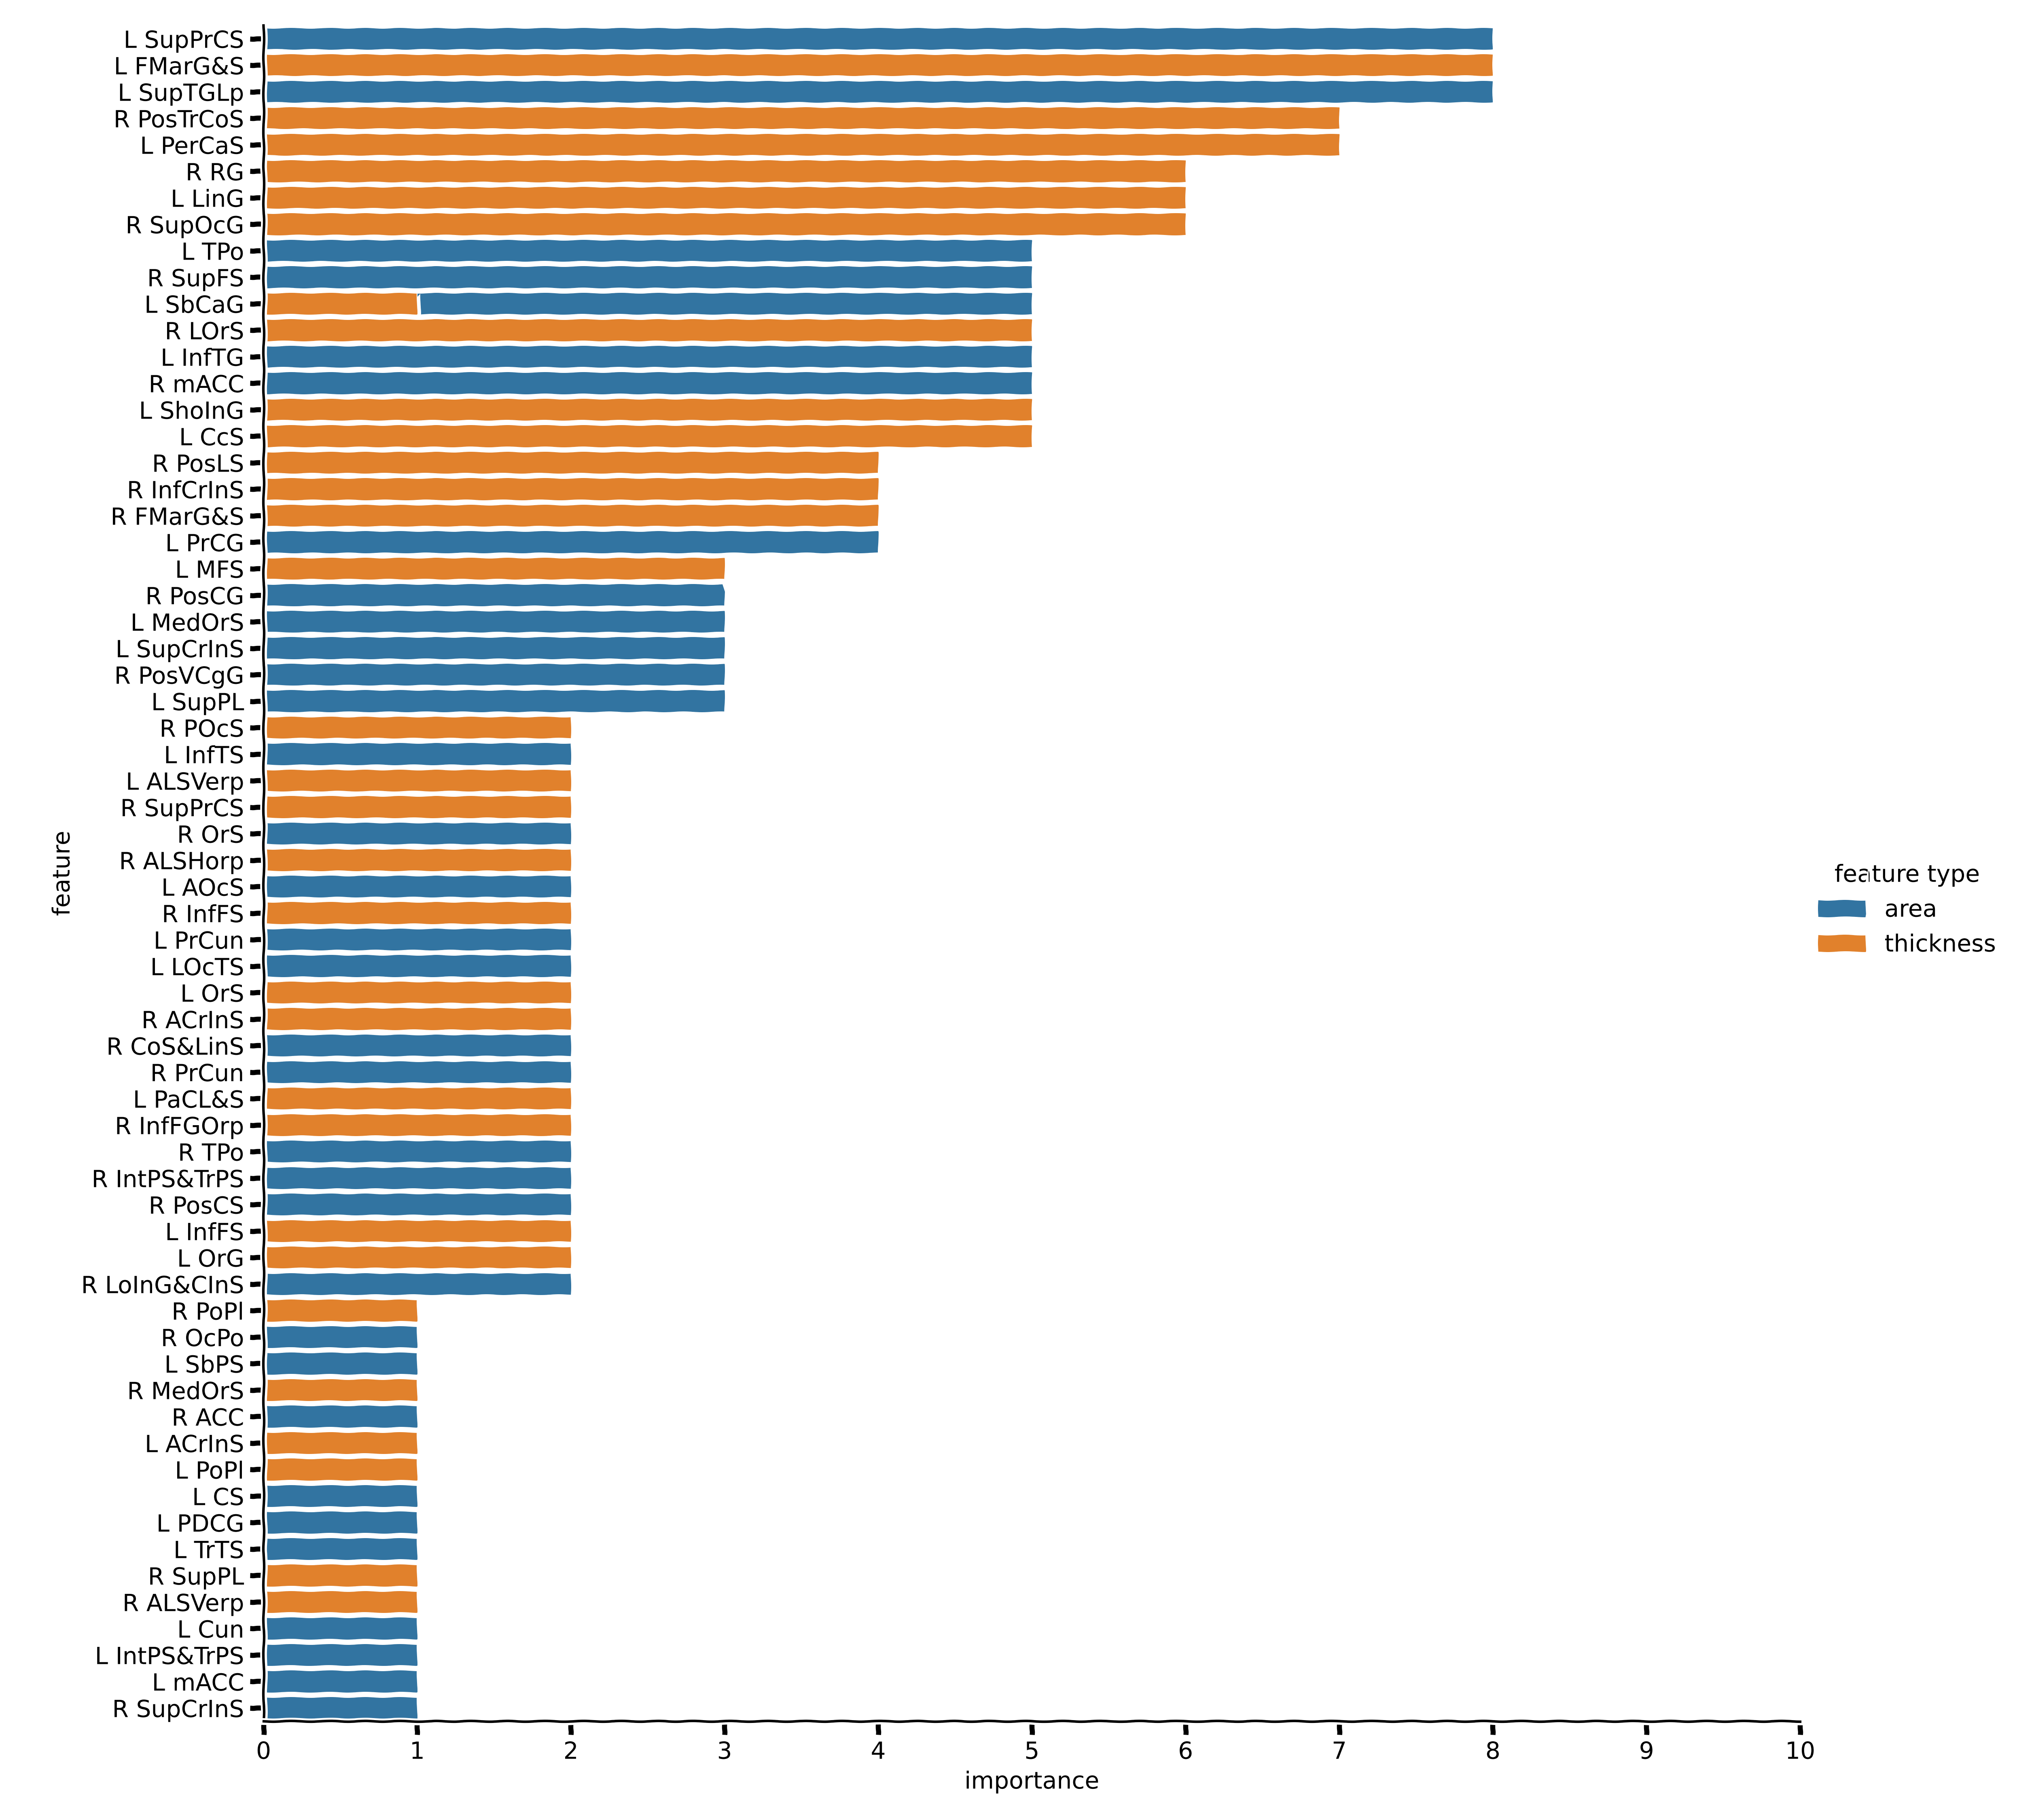 L SupPrCS
L FMarG&S
L SupTGLp
R PosTrCoS
L PerCaS
R RG
L LinG
R SupOcG
L TPo
R SupFS
L SbCaG
R LOrS
L InfTG
R mACC
L ShoInG
L CcS
R PosLS
R InfCrInS
R FMarG&S
L PrCG
L MFS
R PosCG
L MedOrS
L SupCrInS
R PosVCgG
L SupPL
R POcS
L InfTS
L ALSVerp
R SupPrCS
R OrS
R ALSHorp
L AOcS
R InfFS
L PrCun
L LOcTS
L OrS
R ACrInS
R CoS&LinS
R PrCun
L PaCL&S
R InfFGOrp
R TPo
R IntPS&TrPS
R PosCS
L InfFS
L OrG
R LoInG&CInS
R PoPl
R OcPo
L SbPS
R MedOrS
R ACC
L ACrInS
L PoPl
L CS
L PDCG
L TrTS
R SupPL
R ALSVerp
L Cun
L IntPS&TrPS
L mACC
R SupCrInS
feature
0 1 2 3 4 5 6 7 8 9 10
importance
feature type
area
thickness